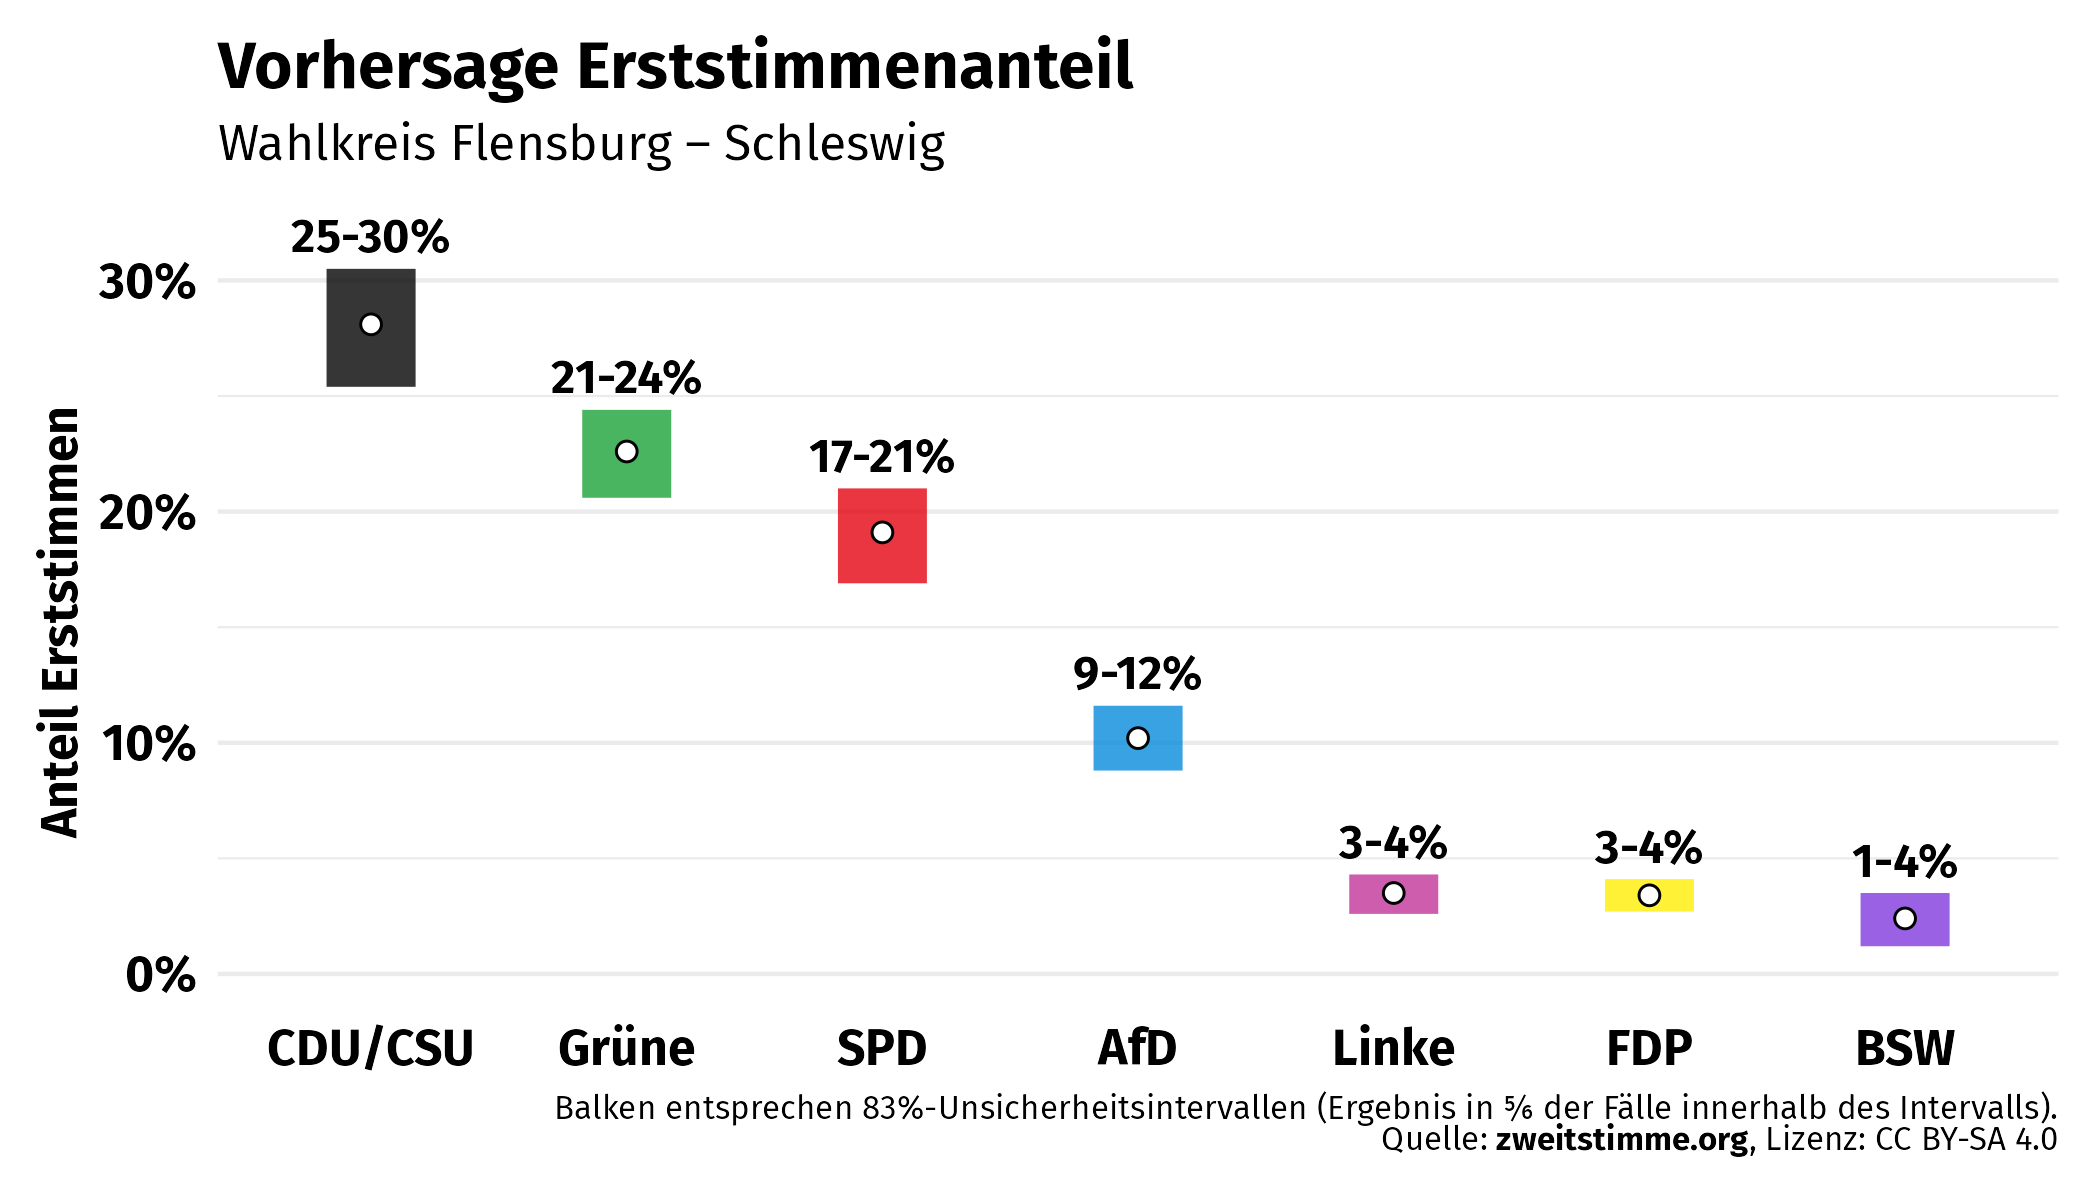 Vorhersage Erststimmenanteil
Wahlkreis Flensburg – Schleswig
25-30%
30%
21-24%
17-21%
20%
9-12%
10%
3-4%
3-4%
1-4%
0%
Anteil Erststimmen
CDU/CSU Grüne SPD AfD Linke FDP BSW
Balken entsprechen 83%-Unsicherheitsintervallen (Ergebnis in ⅚ der Fälle innerhalb des Intervalls).
Quelle: zweitstimme.org, Lizenz: CC BY-SA 4.0